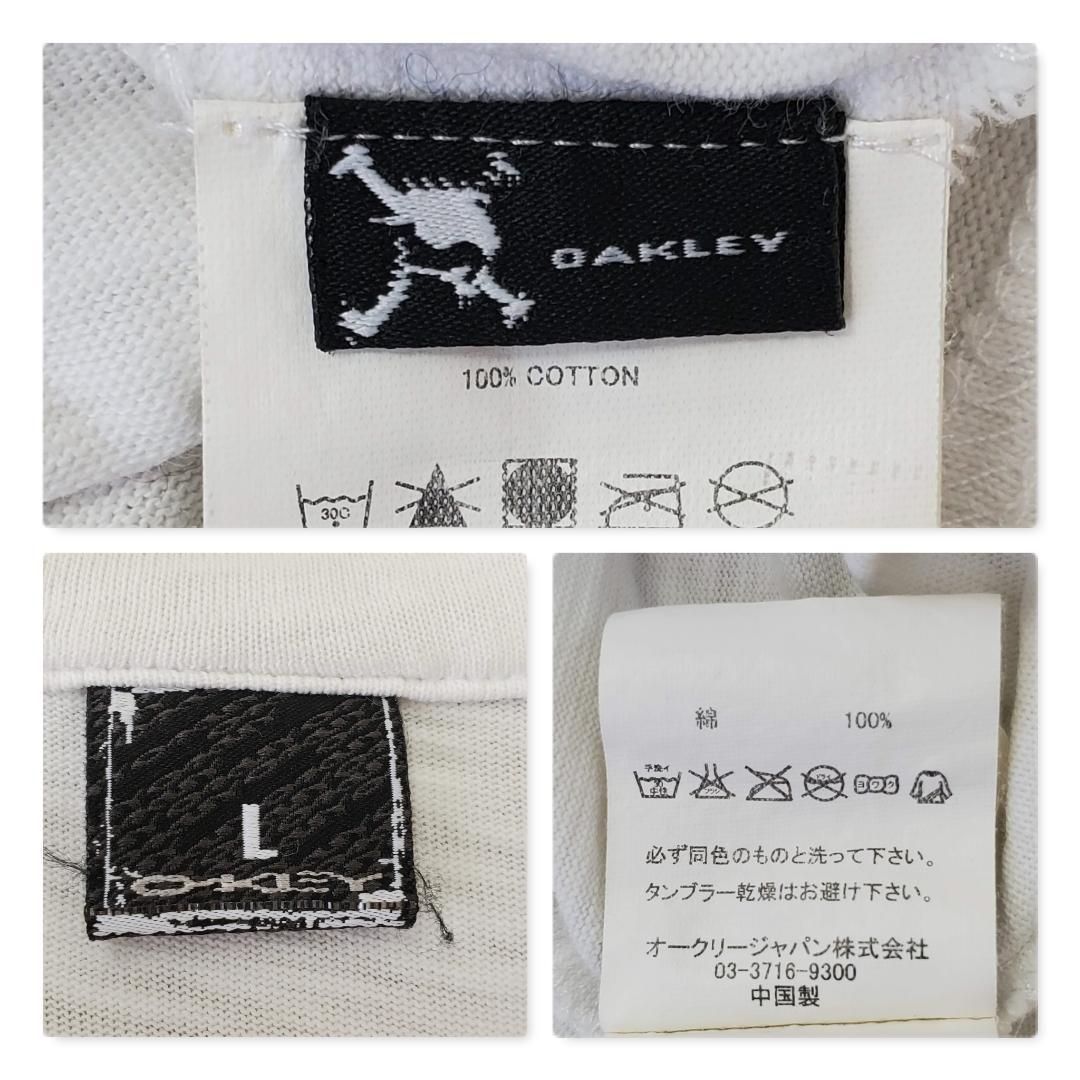 OAKLEY
100% COTTON
30C
L
OAKLEY
綿 100%
手洗イ
中性
ヨワク
必ず同色のものと洗って下さい。
タンブラー乾燥はお避け下さい。
オークリージャパン株式会社
03-3716-9300
中国製